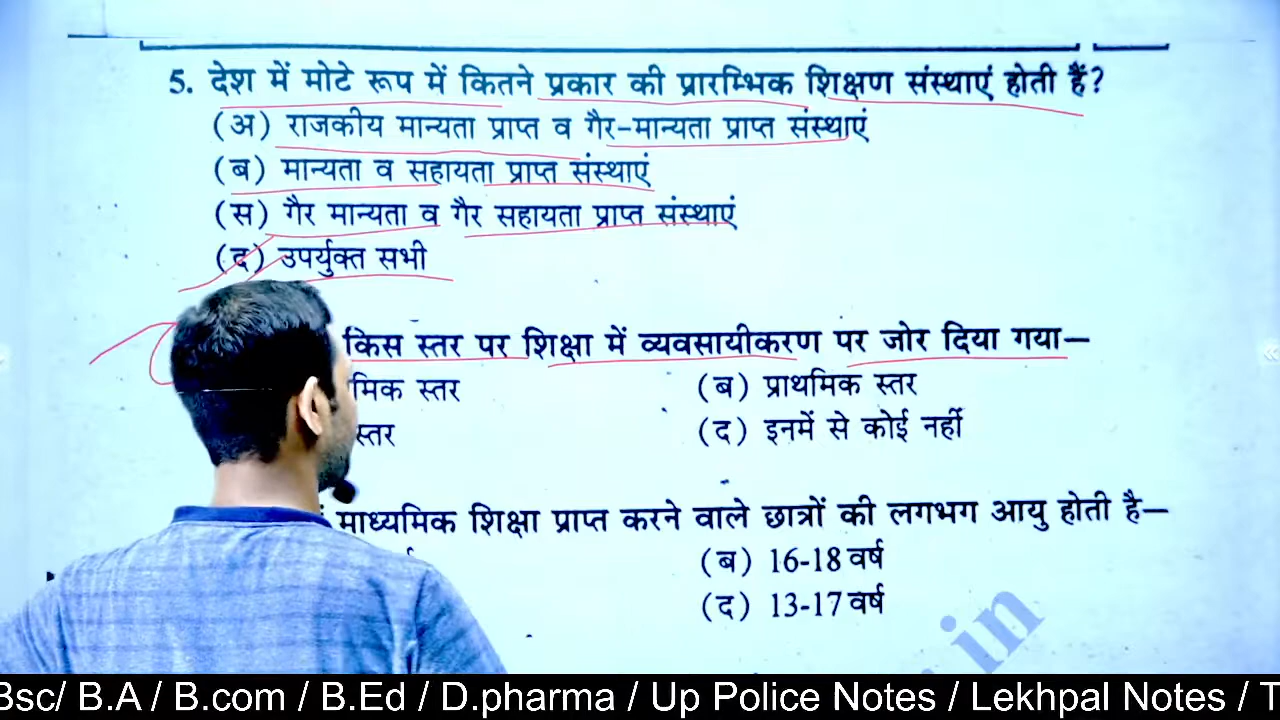 5. देश में मोटे रूप में कितने प्रकार की प्रारम्भिक शिक्षण संस्थाएं होती हैं?
(अ) राजकीय मान्यता प्राप्त व गैर-मान्यता प्राप्त संस्थाएं
(ब) मान्यता व सहायता प्राप्त संस्थाएं
(स) गैर मान्यता व गैर सहायता प्राप्त संस्थाएं
(द) उपर्युक्त सभी
किस स्तर पर शिक्षा में व्यवसायीकरण पर जोर दिया गया—
मिक स्तर (ब) प्राथमिक स्तर
स्तर (द) इनमें से कोई नहीं
माध्यमिक शिक्षा प्राप्त करने वाले छात्रों की लगभग आयु होती है—
(ब) 16-18 वर्ष
(द) 13-17 वर्ष
in
Bsc/ B.A / B.com / B.Ed / D.pharma / Up Police Notes / Lekhpal Notes / T